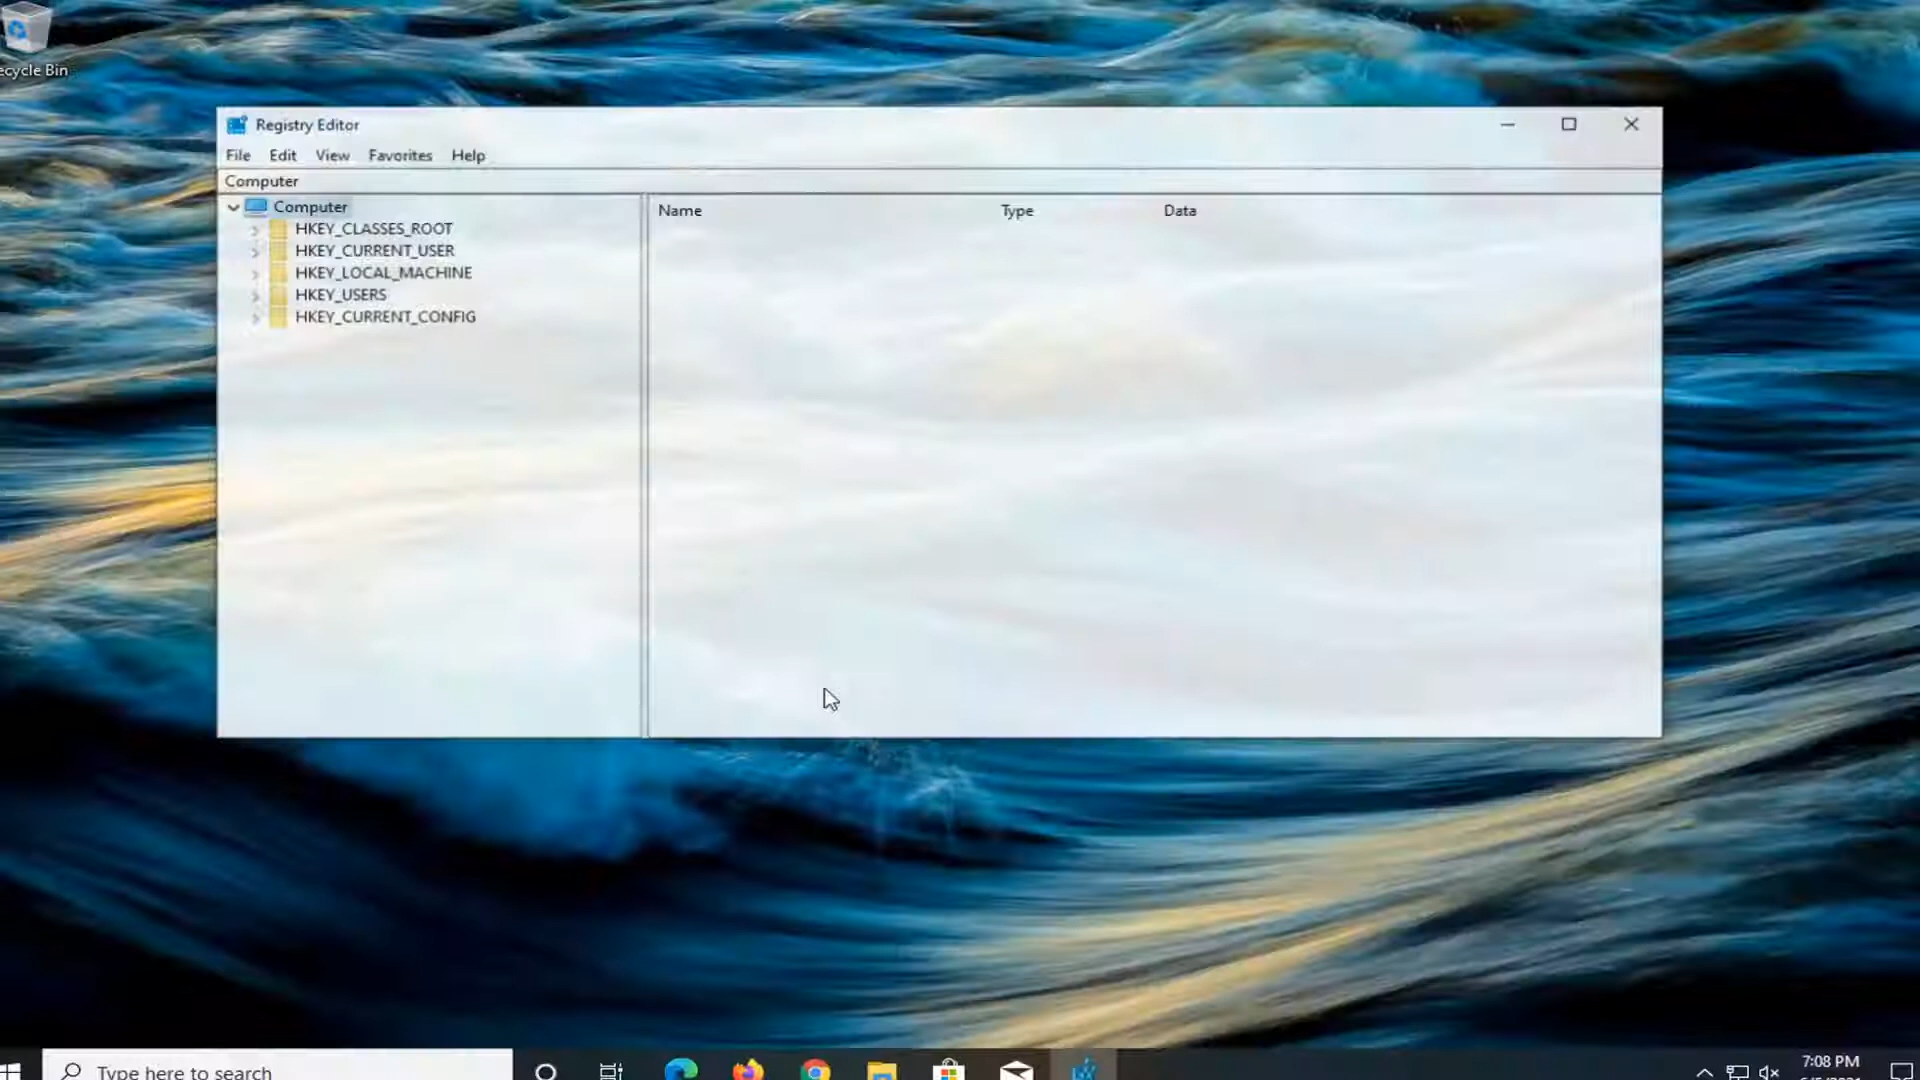 ecycle Bin
Registry Editor
File Edit View Favorites Help
Computer
Computer
HKEY_CLASSES_ROOT
HKEY_CURRENT_USER
HKEY_LOCAL_MACHINE
HKEY_USERS
HKEY_CURRENT_CONFIG
Name Type Data
Type here to search
7:08 PM